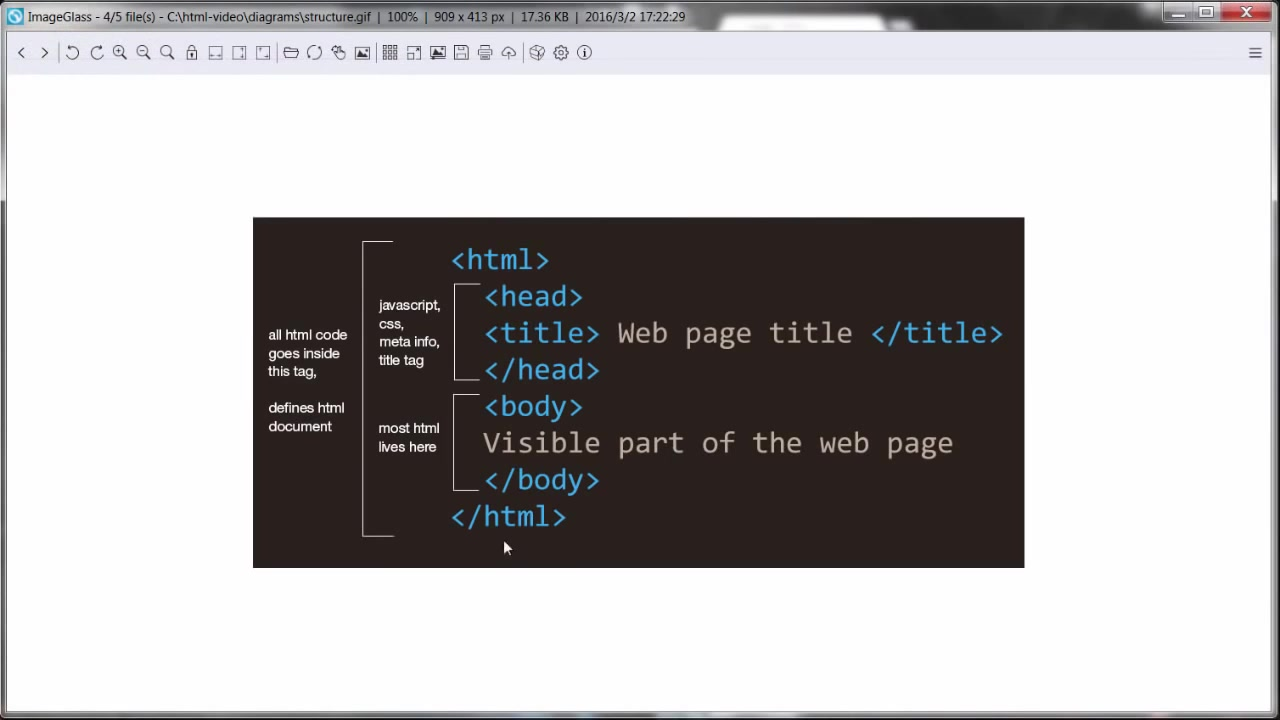 ImageGlass - 4/5 file(s) - C:\html-video\diagrams\structure.gif | 100% | 909 x 413 px | 17.36 KB | 2016/3/2 17:22:29
all html code
goes inside
this tag,
defines html
document
javascript,
css,
meta info,
title tag
most html
lives here
<html>
<head>
<title> Web page title </title>
</head>
<body>
Visible part of the web page
</body>
</html>